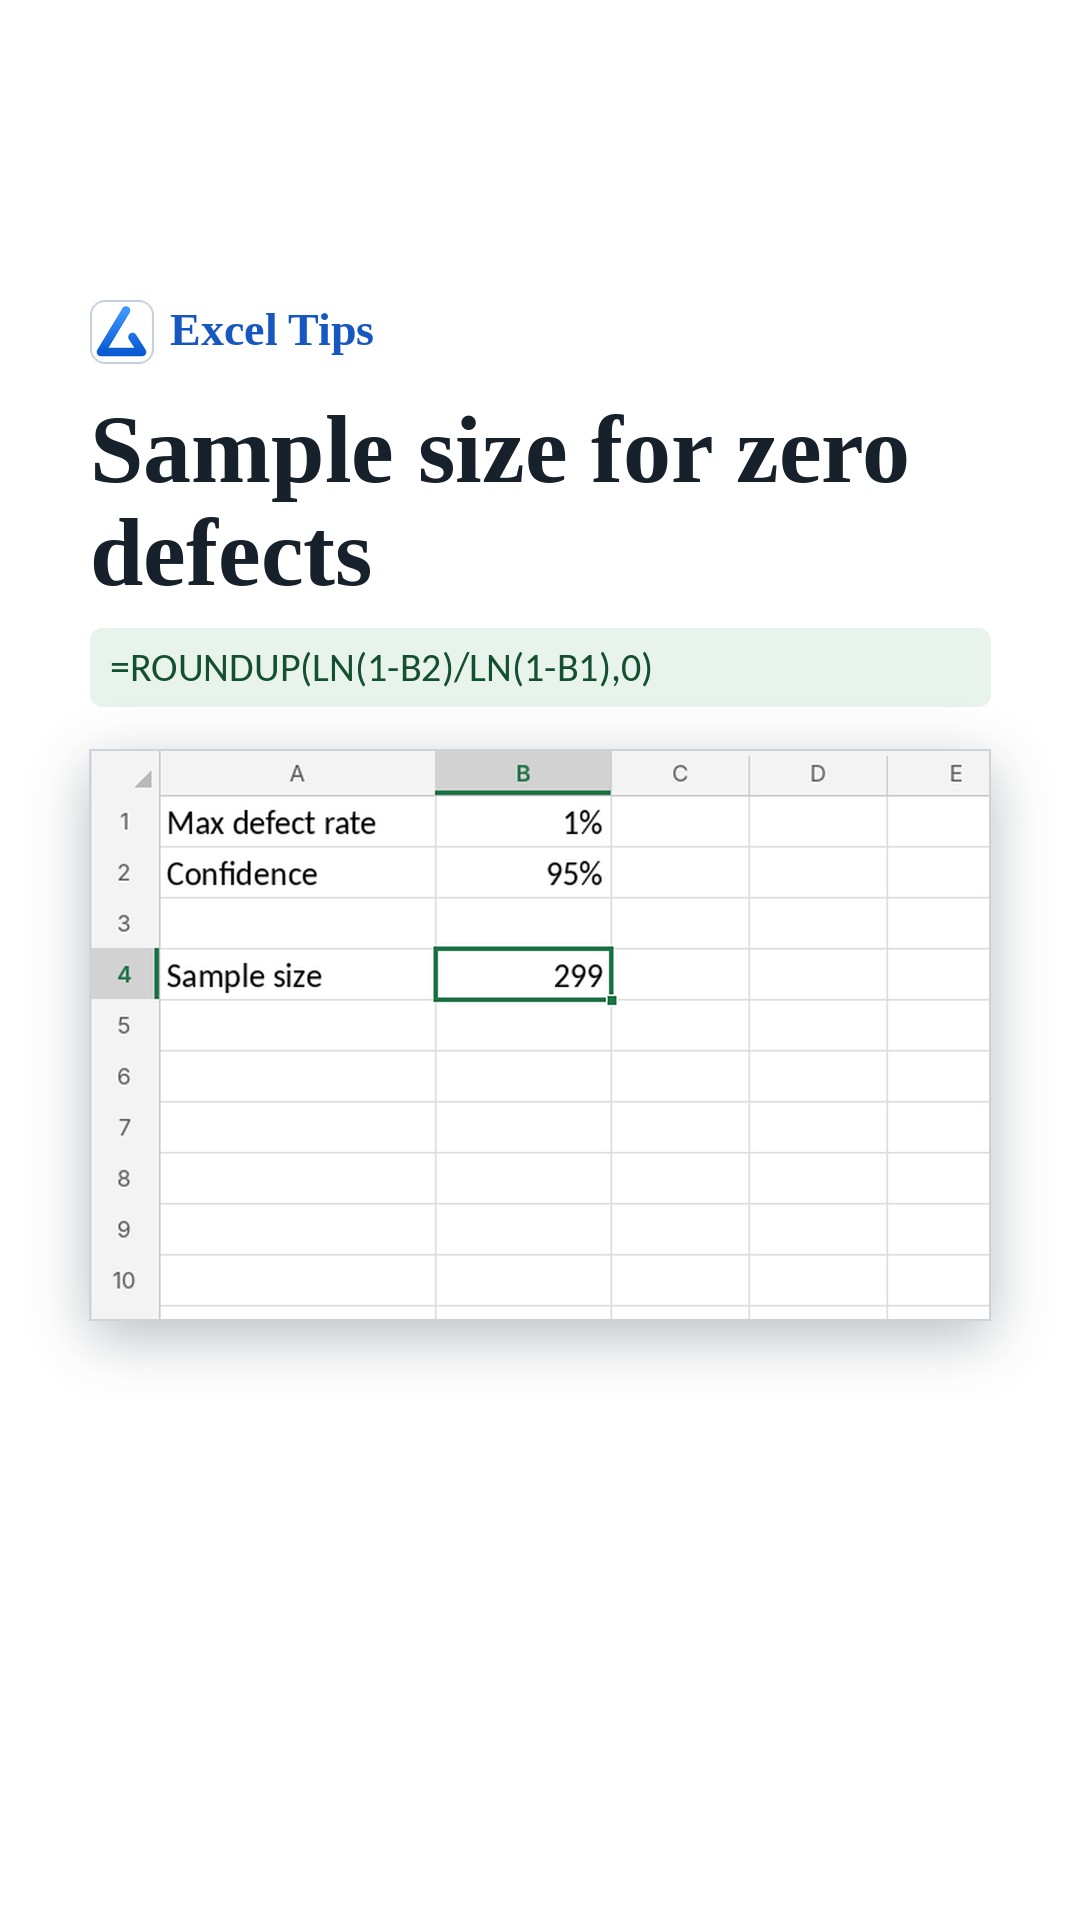 Excel Tips
Sample size for zero
defects
=ROUNDUP(LN(1-B2)/LN(1-B1),0)
A B C D E
1 Max defect rate 1%
2 Confidence 95%
3
4 Sample size 299
5
6
7
8
9
10